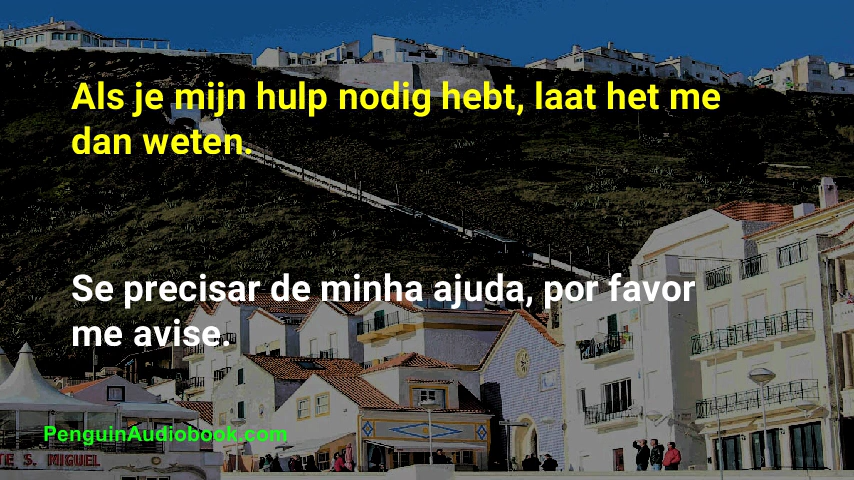 Als je mijn hulp nodig hebt, laat het me
dan weten.
Se precisar de minha ajuda, por favor
me avise.
PenguinAudiobook.com
TE S. MIGUEL